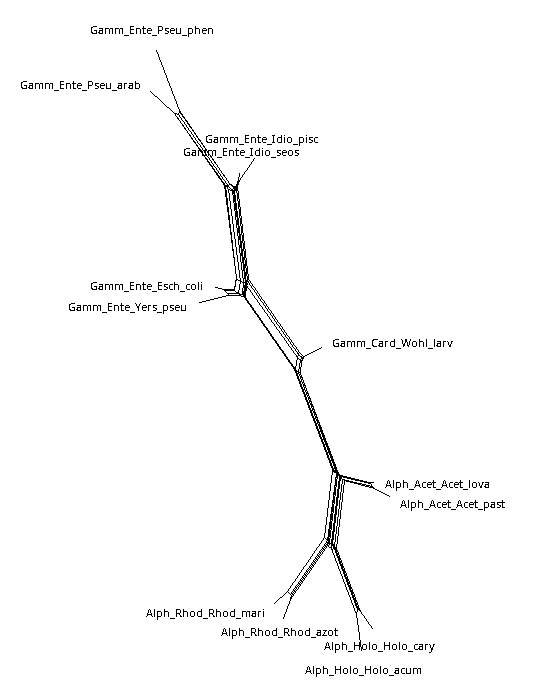 Gamm_Ente_Pseu_phen
Gamm_Ente_Pseu_arab
Gamm_Ente_Idio_pisc
Gamm_Ente_Idio_seos
Gamm_Ente_Esch_coli
Gamm_Ente_Yers_pseu
Gamm_Card_Wohl_larv
Alph_Acet_Acet_lova
Alph_Acet_Acet_past
Alph_Rhod_Rhod_mari
Alph_Rhod_Rhod_azot
Alph_Holo_Holo_cary
Alph_Holo_Holo_acum